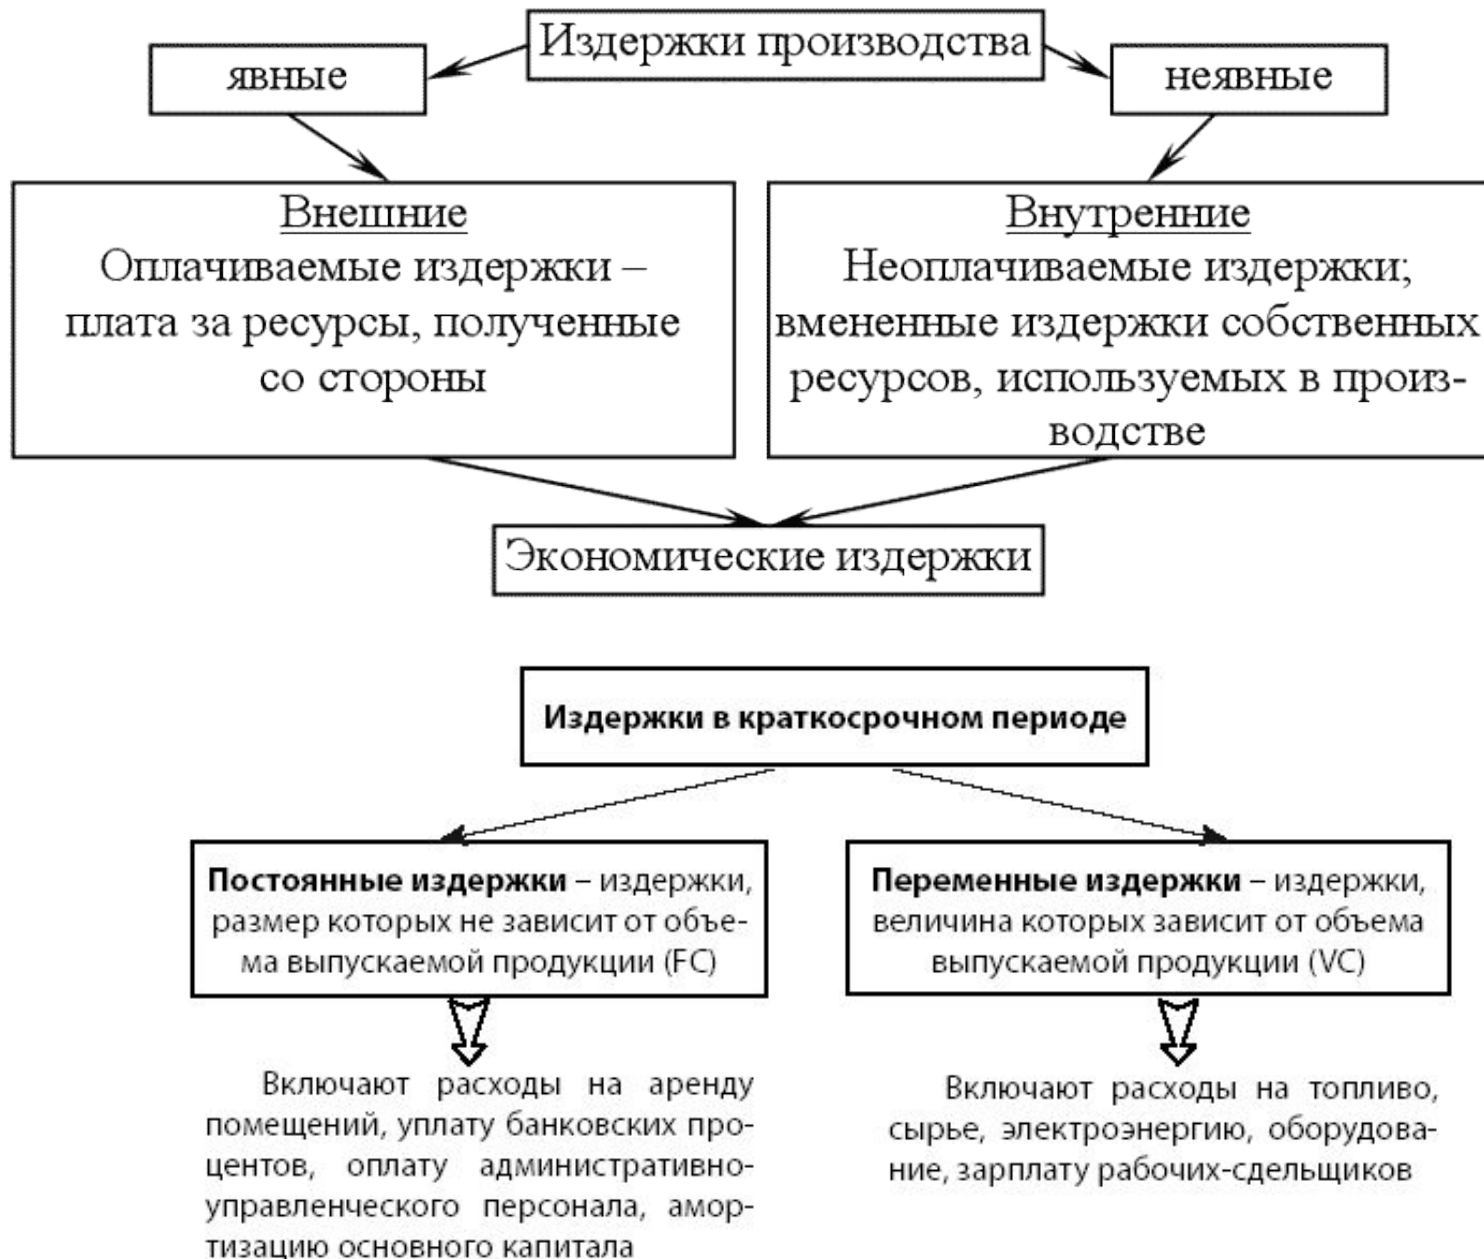 Издержки производства
явные
неявные
Внешние
Оплачиваемые издержки –
плата за ресурсы, полученные
со стороны
Внутренние
Неоплачиваемые издержки;
вмененные издержки собственных
ресурсов, используемых в произ-
водстве
Экономические издержки
Издержки в краткосрочном периоде
Постоянные издержки – издержки,
размер которых не зависит от объе-
ма выпускаемой продукции (FC)
Переменные издержки – издержки,
величина которых зависит от объема
выпускаемой продукции (VC)
Включают расходы на аренду
помещений, уплату банковских про-
центов, оплату административно-
управленческого персонала, амор-
тизацию основного капитала
Включают расходы на топливо,
сырье, электроэнергию, оборудова-
ние, зарплату рабочих-сдельщиков